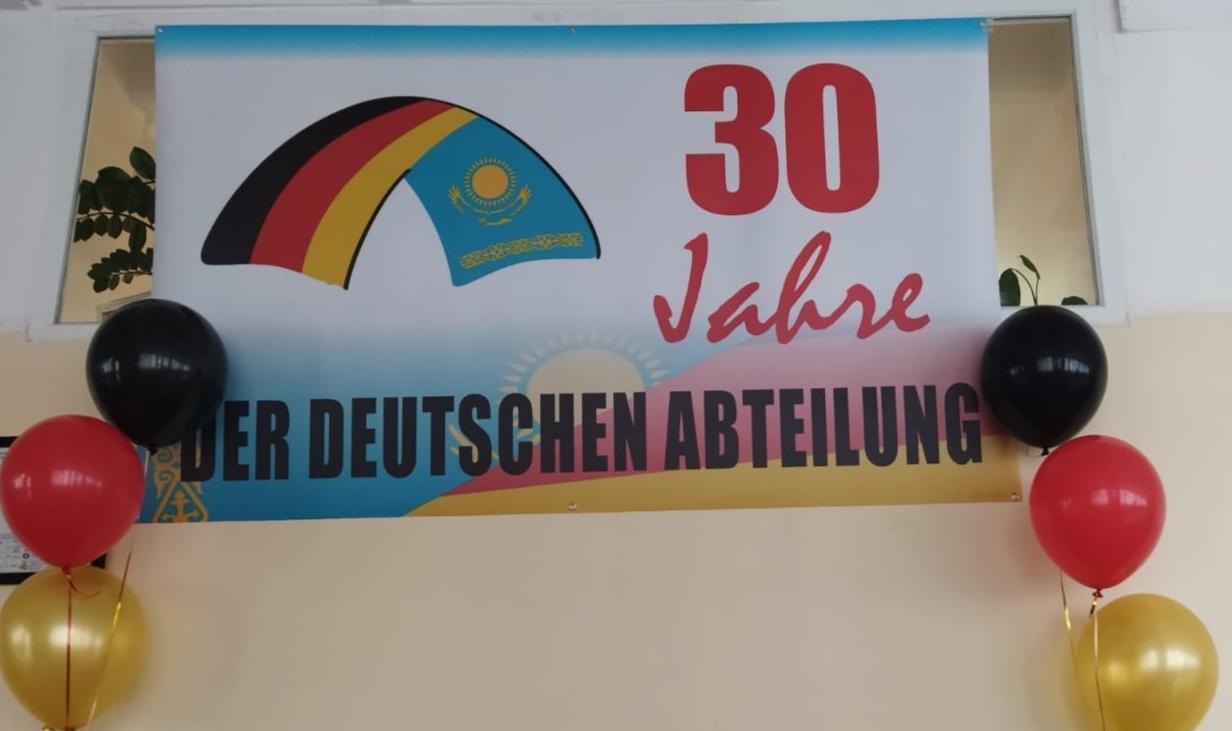 30
Jahre
DER DEUTSCHEN ABTEILUNG